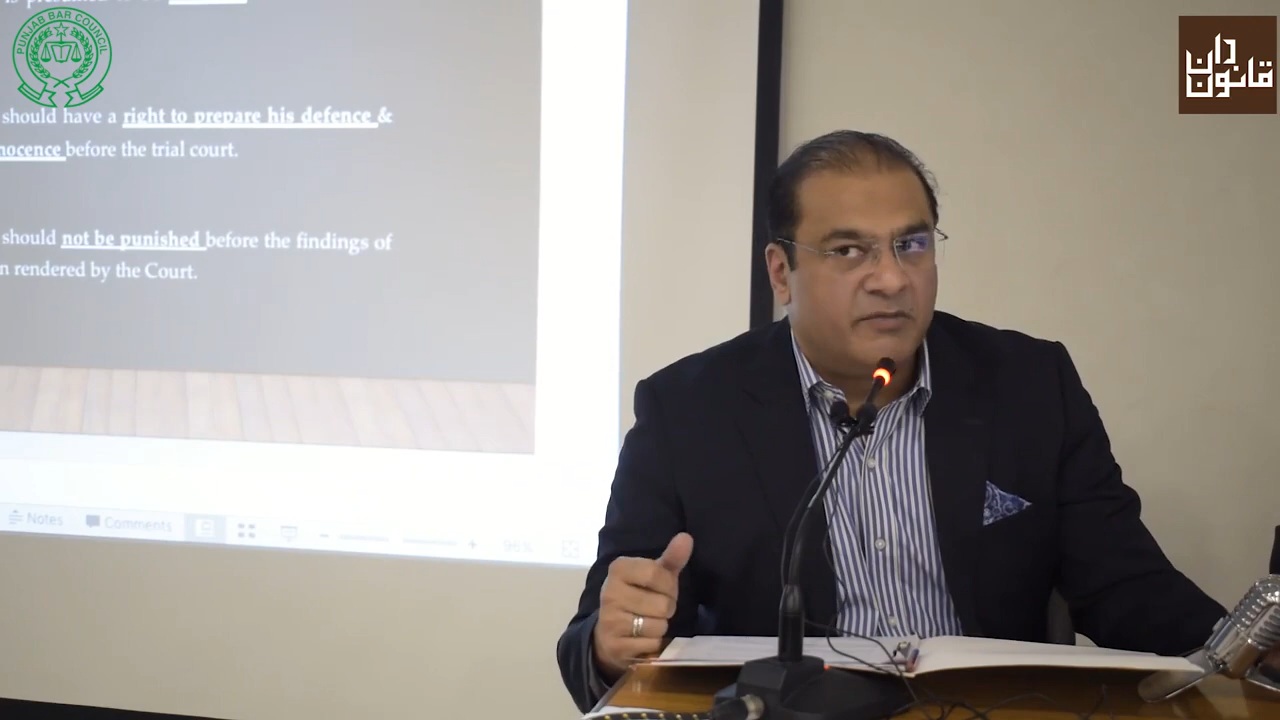 PUNJAB BAR COUNCIL
قانون دان
should have a right to prepare his defence &
nocence before the trial court.
should not be punished before the findings of
n rendered by the Court.
Notes
Comments
96%